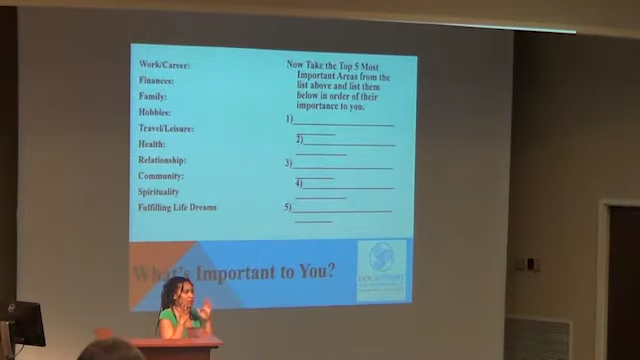 Work/Career:
Finances:
Family:
Hobbies:
Travel/Leisure:
Health:
Relationship:
Community:
Spirituality
Fulfilling Life Dreams
Now Take the Top 5 Most
Important Areas from the
list above and list them
below in order of their
importance to you.
1)
2)
3)
4)
5)
What's Important to You?